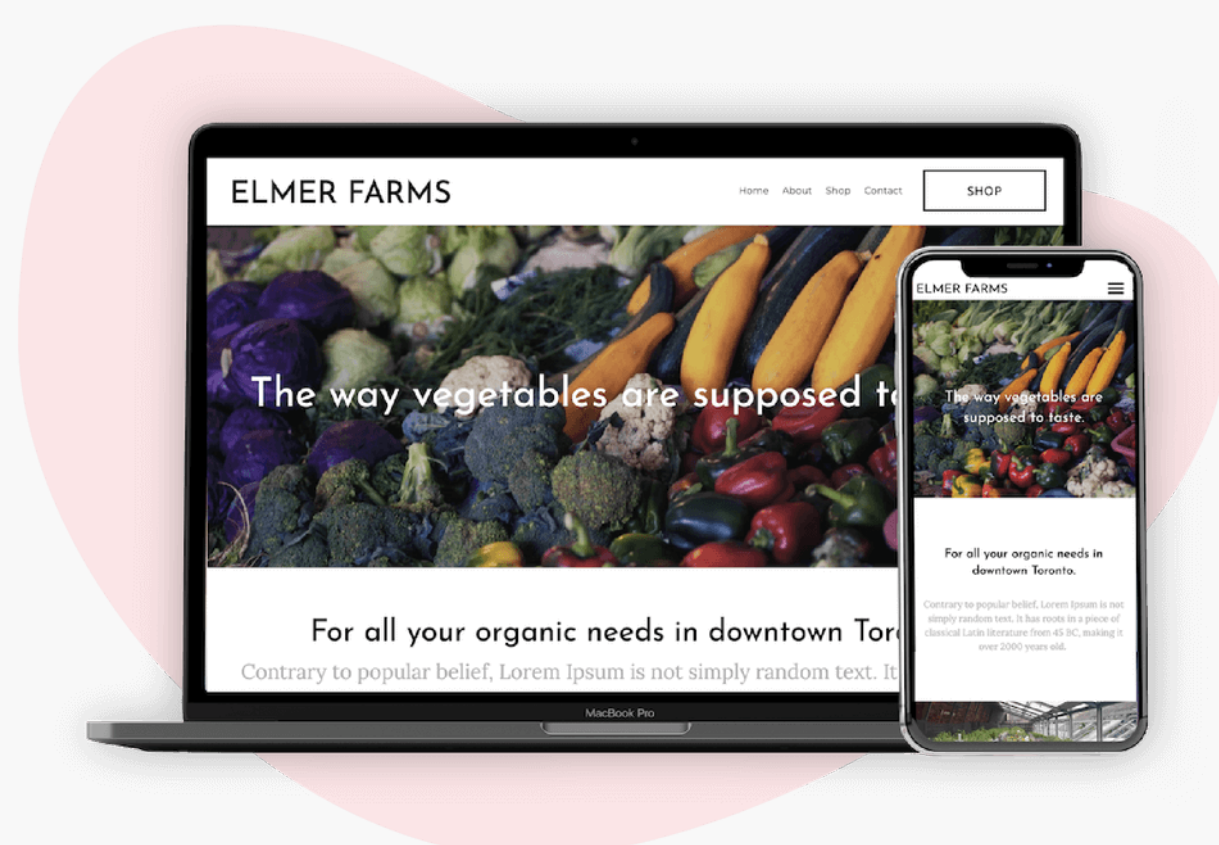 ELMER FARMS
Home About Shop Contact SHOP
The way vegetables are supposed t
For all your organic needs in downtown Tor
Contrary to popular belief, Lorem Ipsum is not simply random text. It
MacBook Pro
ELMER FARMS
The way vegetables are
supposed to taste.
For all your organic needs in
downtown Toronto.
Contrary to popular belief, Lorem Ipsum is not
simply random text. It has roots in a piece of
classical Latin literature from 45 BC, making it
over 2000 years old.